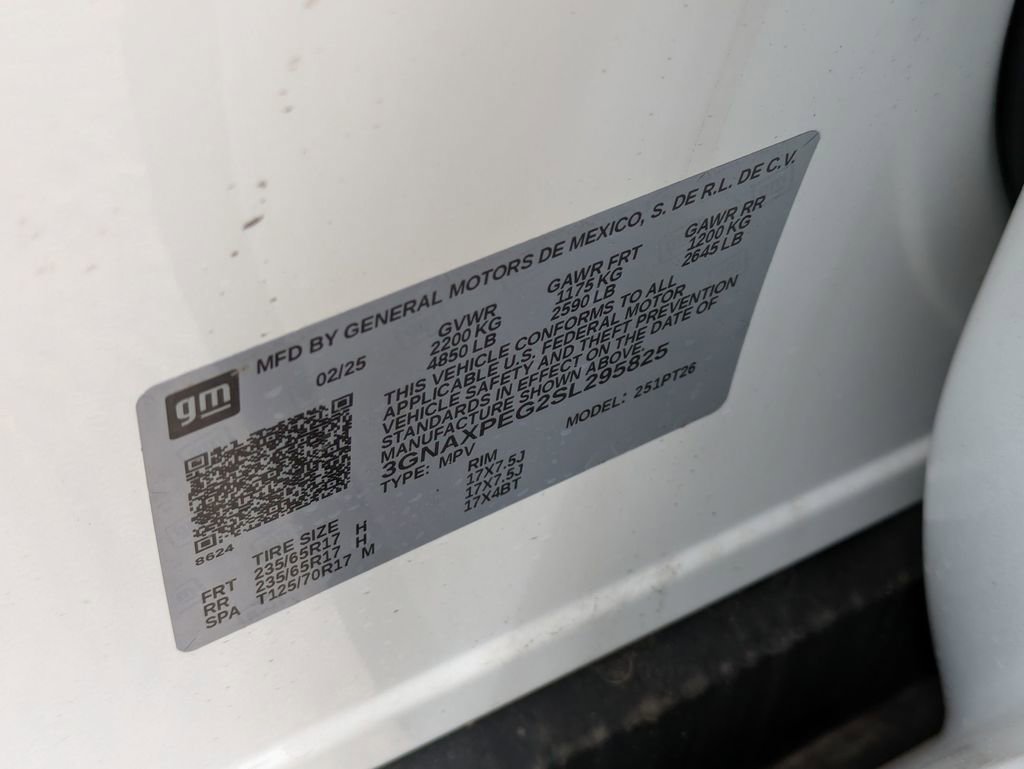 MFD BY GENERAL MOTORS DE MEXICO, S. DE R.L. DE C.V.
gm
02/25
GVWR GAWR FRT GAWR RR
2200 KG 1175 KG 1200 KG
4850 LB 2590 LB 2645 LB
THIS VEHICLE CONFORMS TO ALL
APPLICABLE U.S. FEDERAL MOTOR
VEHICLE SAFETY, AND THEFT PREVENTION
STANDARDS IN EFFECT ON THE DATE OF
MANUFACTURE SHOWN ABOVE.
3GNAXPEG2SL295825
TYPE: MPV MODEL: 251PT26
8624
TIRE SIZE RIM
FRT 235/65R17 H 17X7.5J
RR 235/65R17 H 17X7.5J
SPA T125/70R17 M 17X4BT